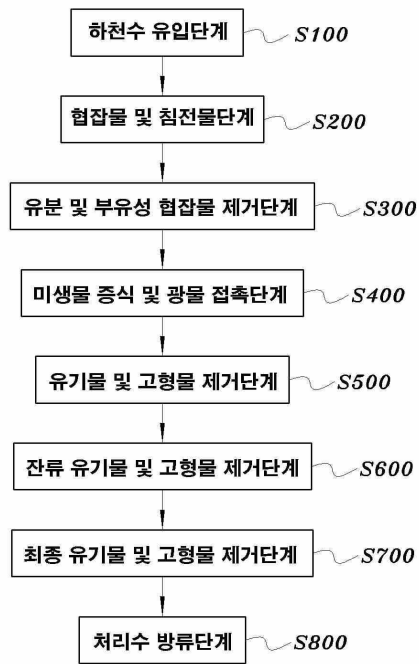 하천수 유입단계 S100
협잡물 및 침전물단계 S200
유분 및 부유성 협잡물 제거단계 S300
미생물 증식 및 광물 접촉단계 S400
유기물 및 고형물 제거단계 S500
잔류 유기물 및 고형물 제거단계 S600
최종 유기물 및 고형물 제거단계 S700
처리수 방류단계 S800